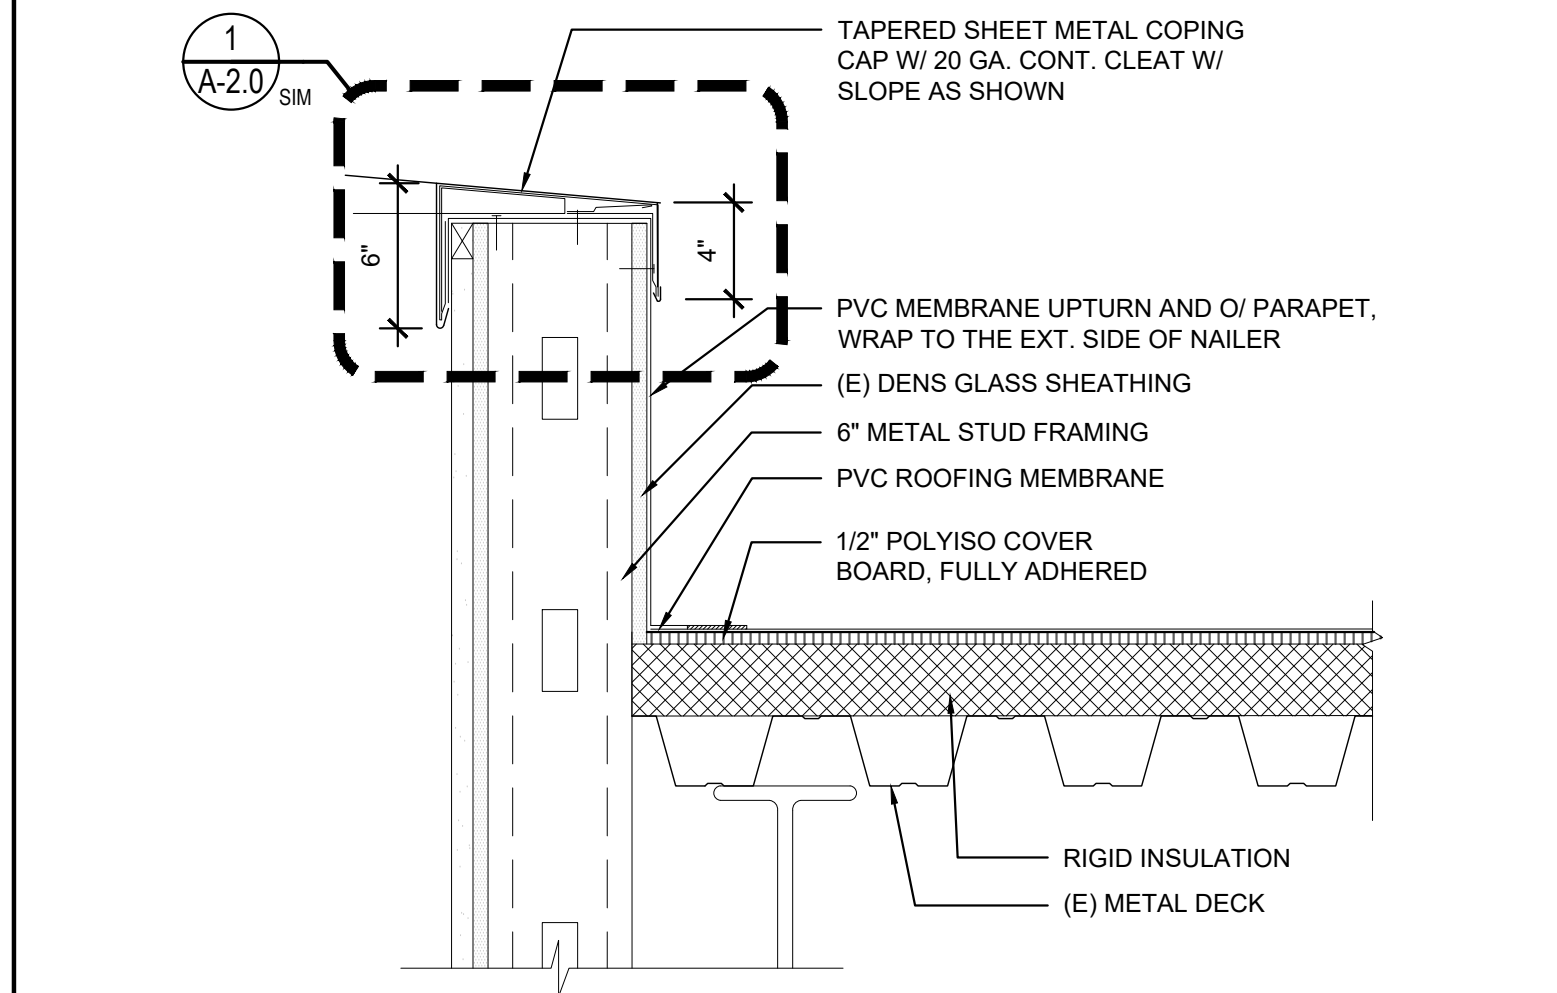 1
A-2.0
SIM
TAPERED SHEET METAL COPING
CAP W/ 20 GA. CONT. CLEAT W/
SLOPE AS SHOWN
6"
4"
PVC MEMBRANE UPTURN AND O/ PARAPET,
WRAP TO THE EXT. SIDE OF NAILER
(E) DENS GLASS SHEATHING
6" METAL STUD FRAMING
PVC ROOFING MEMBRANE
1/2" POLYISO COVER
BOARD, FULLY ADHERED
RIGID INSULATION
(E) METAL DECK